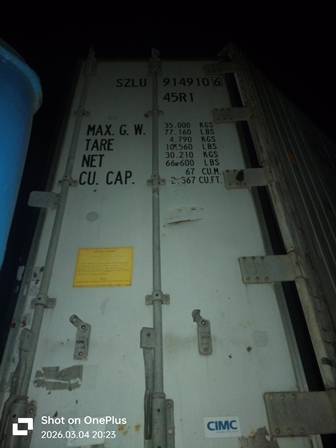 SZLU 914910 6
45R1
MAX. G. W. 35.000 KGS
77.160 LBS
TARE 4.790 KGS
10.560 LBS
NET 30.210 KGS
66.600 LBS
CU. CAP. 67 CU.M.
2.367 CU.FT.
CIMC
Shot on OnePlus
2026.03.04 20:23